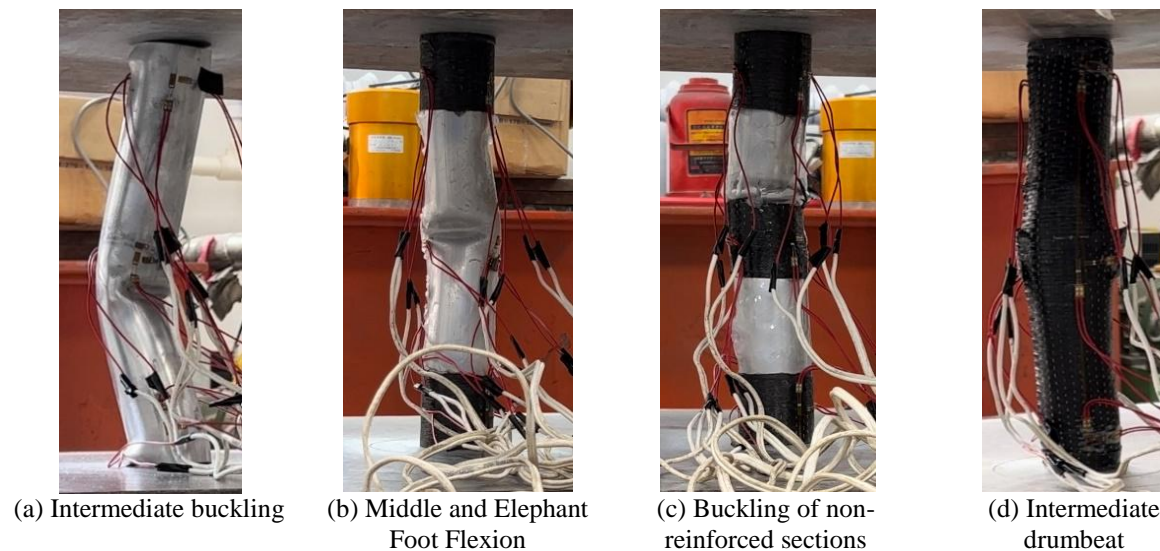 (a) Intermediate buckling
(b) Middle and Elephant
Foot Flexion
(c) Buckling of non-
reinforced sections
(d) Intermediate
drumbeat